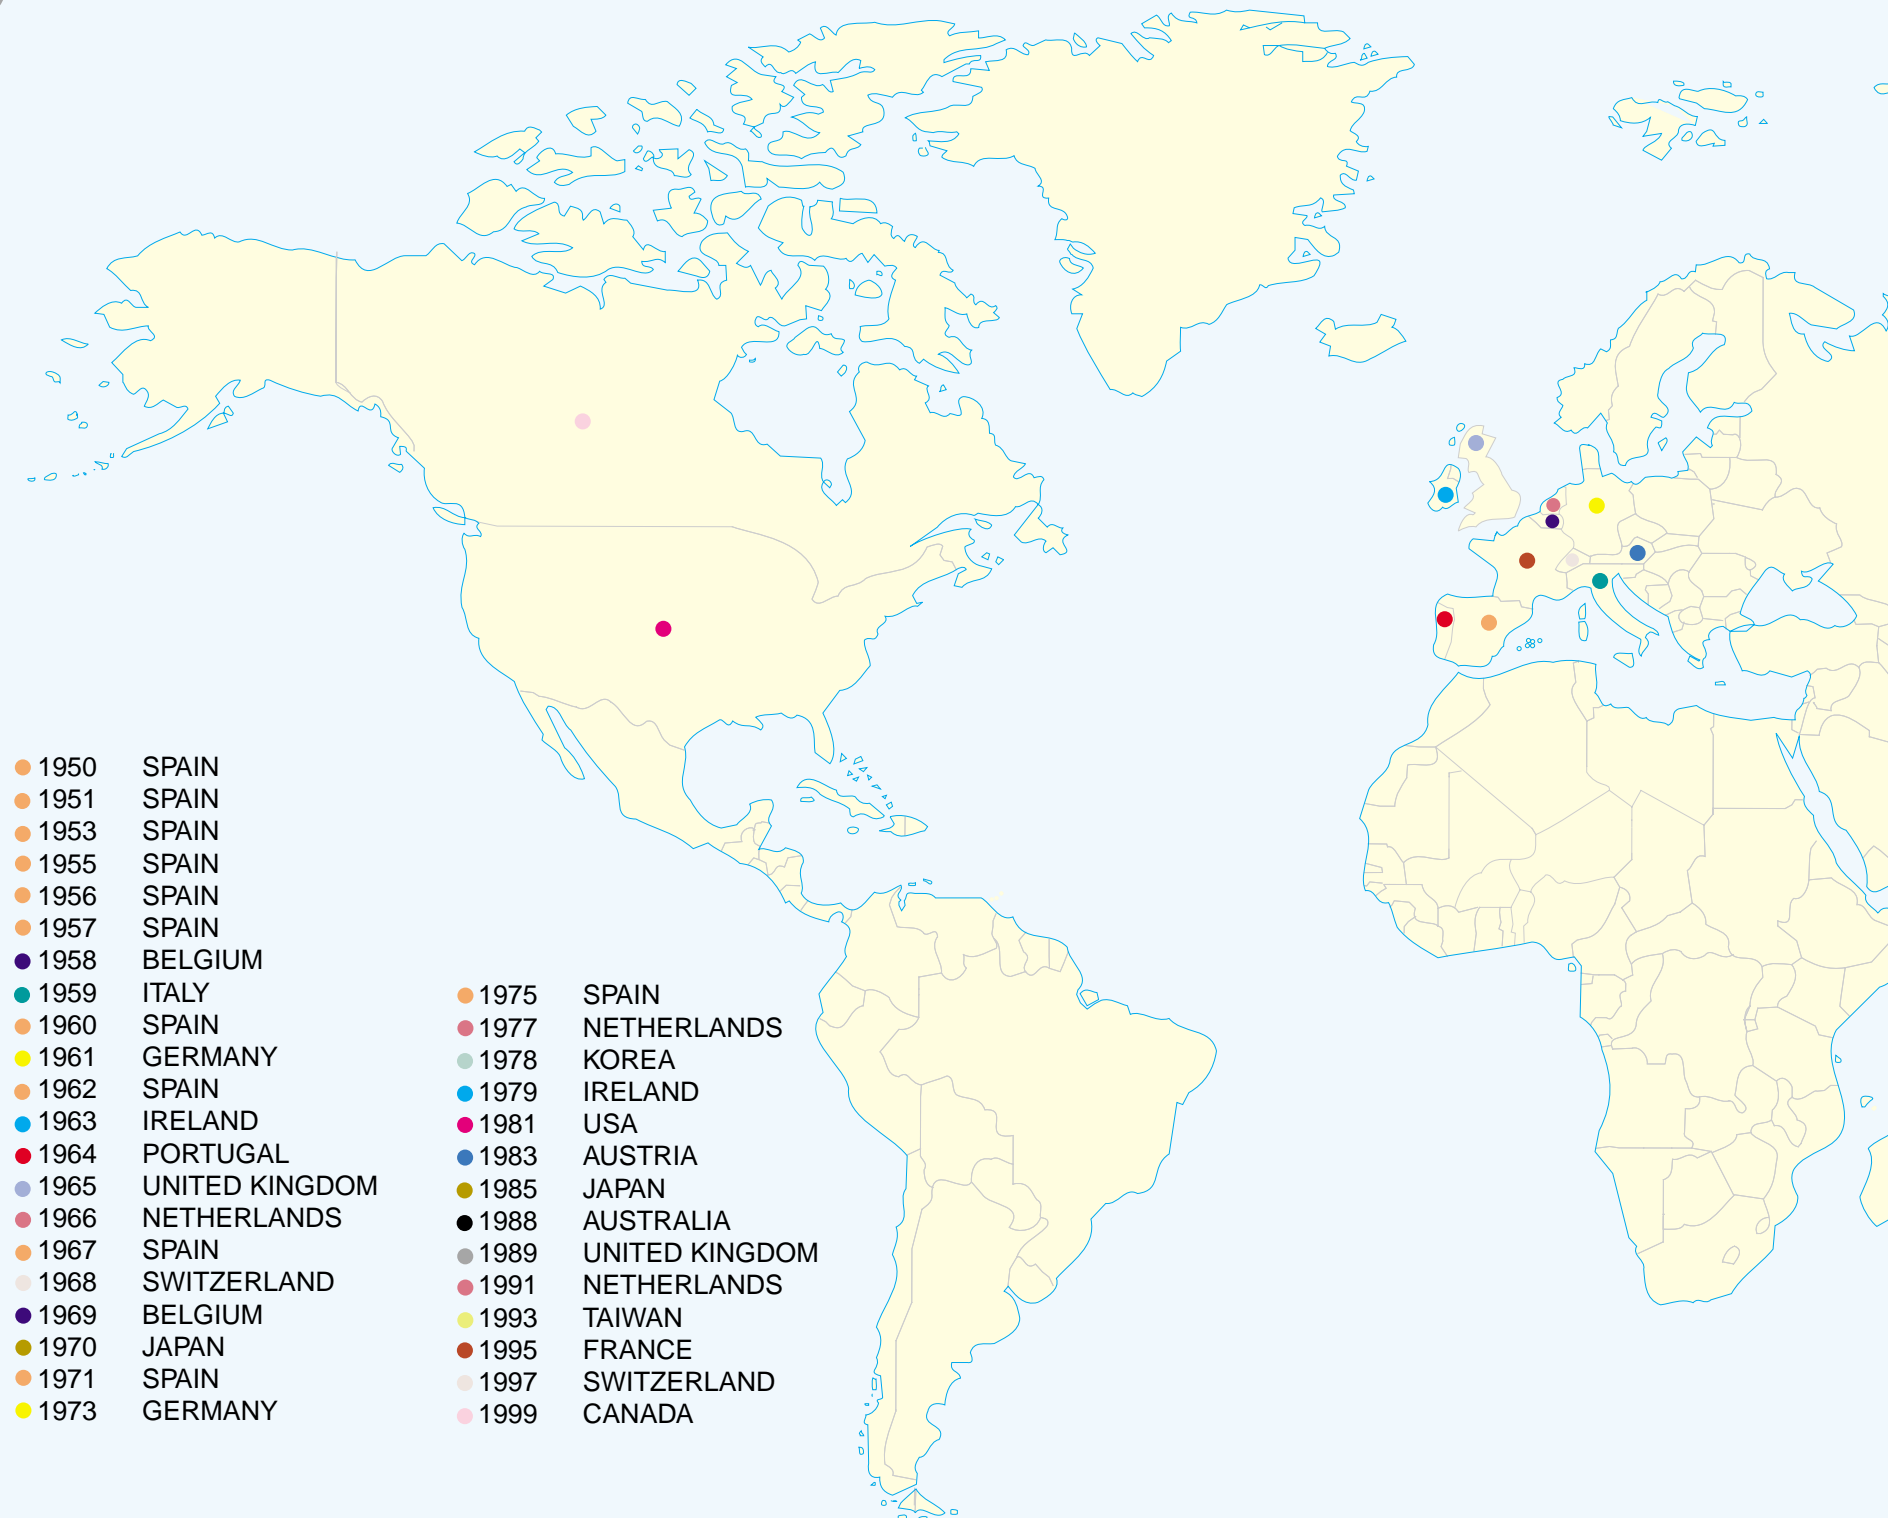 1950 SPAIN
1951 SPAIN
1953 SPAIN
1955 SPAIN
1956 SPAIN
1957 SPAIN
1958 BELGIUM
1959 ITALY
1960 SPAIN
1961 GERMANY
1962 SPAIN
1963 IRELAND
1964 PORTUGAL
1965 UNITED KINGDOM
1966 NETHERLANDS
1967 SPAIN
1968 SWITZERLAND
1969 BELGIUM
1970 JAPAN
1971 SPAIN
1973 GERMANY
1975 SPAIN
1977 NETHERLANDS
1978 KOREA
1979 IRELAND
1981 USA
1983 AUSTRIA
1985 JAPAN
1988 AUSTRALIA
1989 UNITED KINGDOM
1991 NETHERLANDS
1993 TAIWAN
1995 FRANCE
1997 SWITZERLAND
1999 CANADA